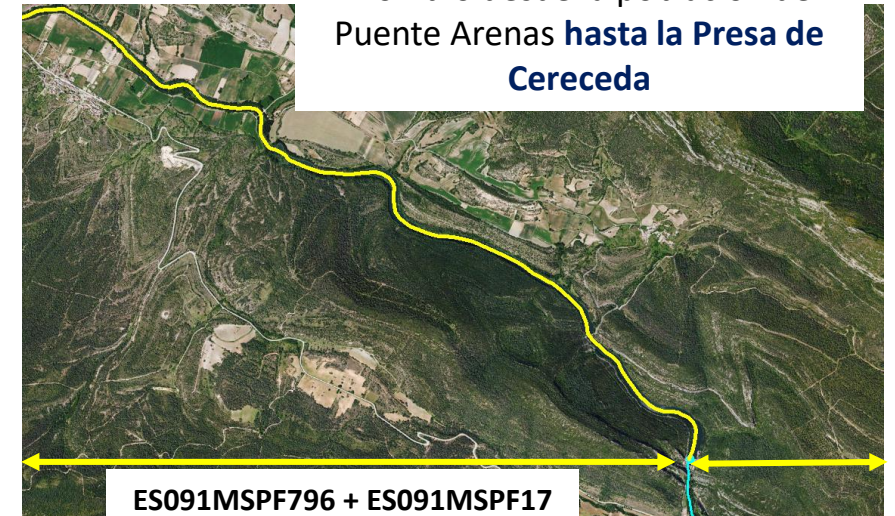 Puente Arenas hasta la Presa de
Cereceda
ES091MSPF796 + ES091MSPF17